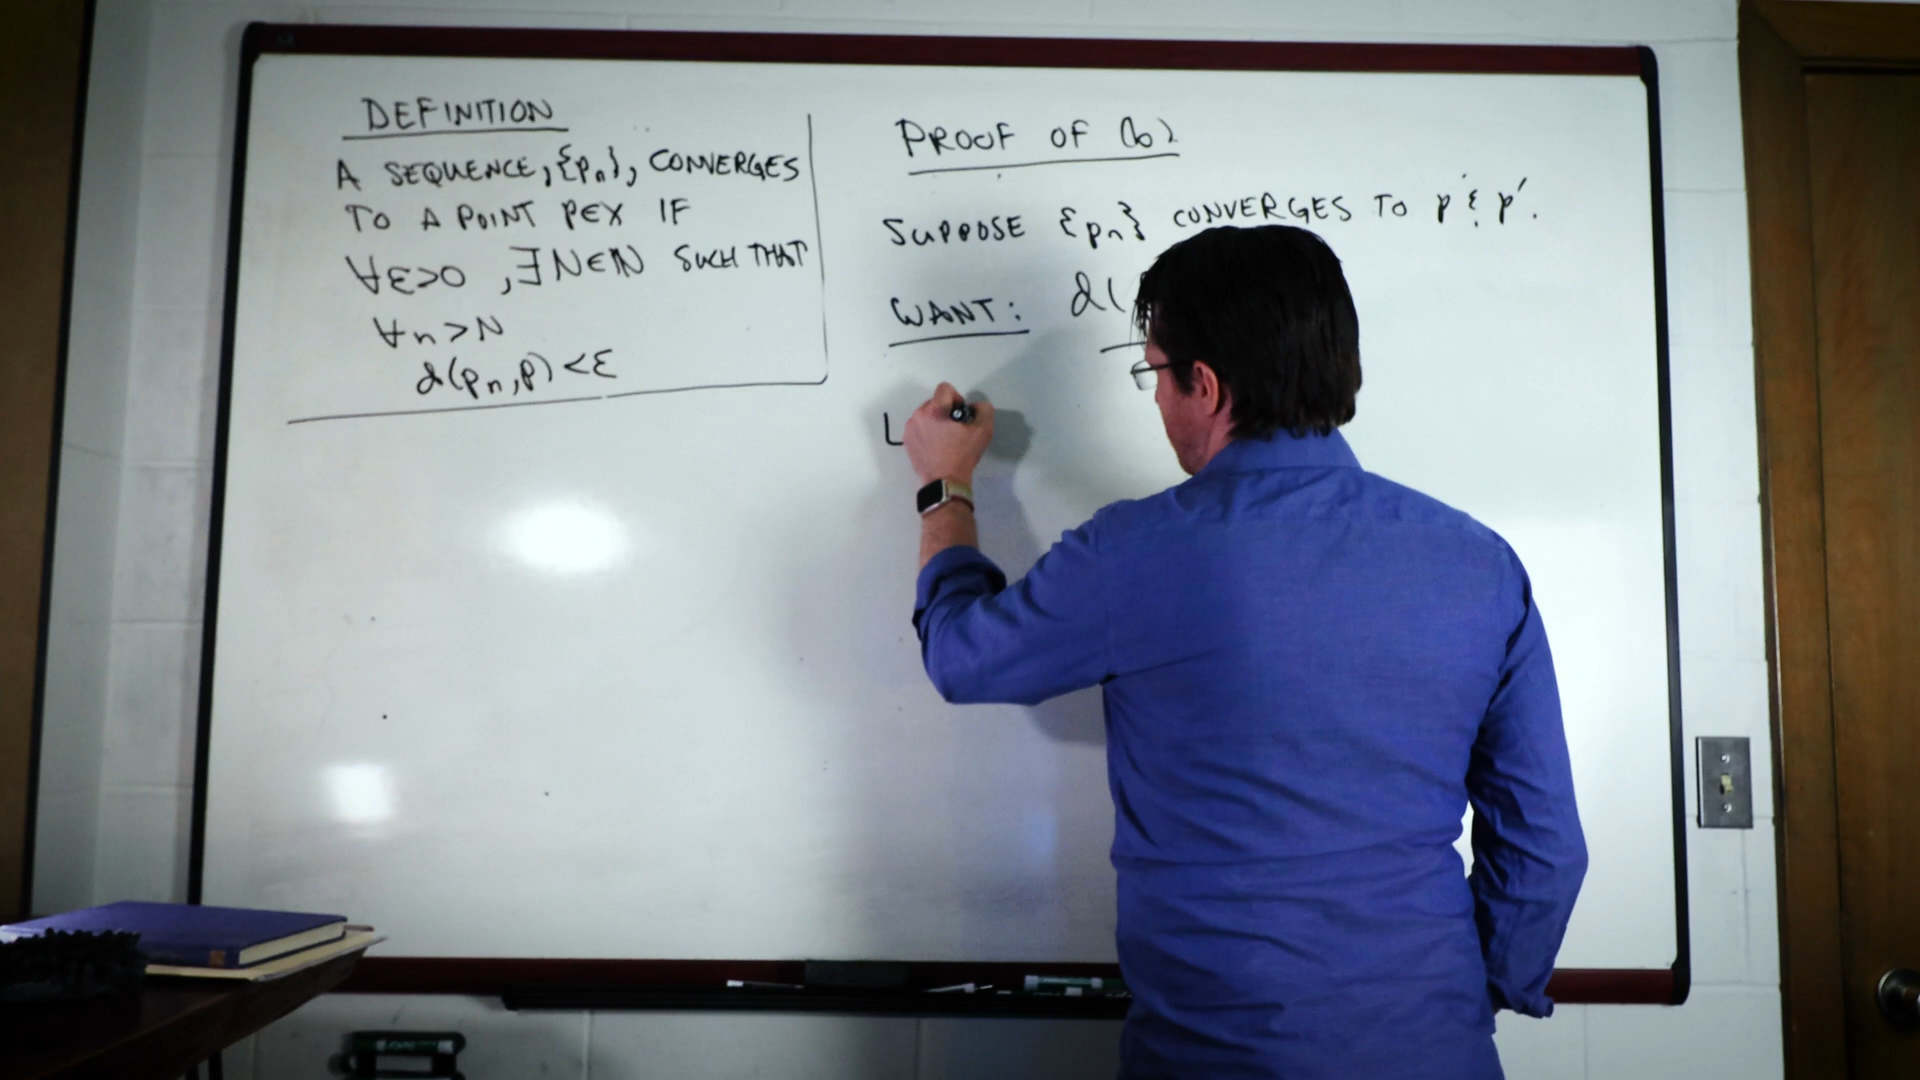 DEFINITION
A SEQUENCE, {pₙ}, CONVERGES
TO A POINT p∈X IF
∀ε>0, ∃N∈ℕ SUCH THAT
∀n>N
d(pₙ,p)<ε
PROOF OF (b)
SUPPOSE {pₙ} CONVERGES TO p & p'.
WANT: d(
L